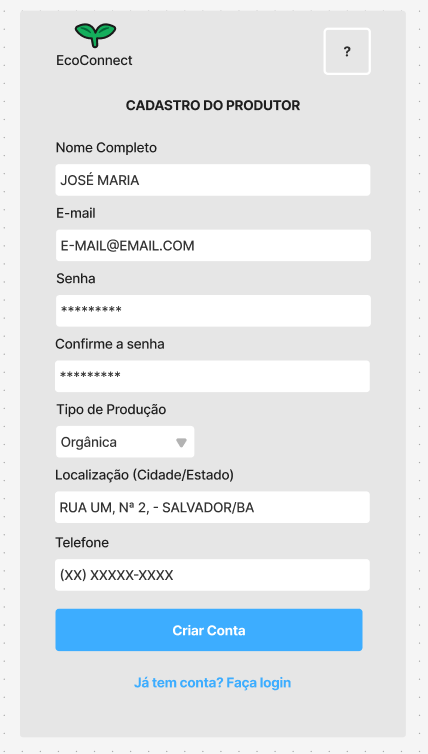 EcoConnect
?
CADASTRO DO PRODUTOR
Nome Completo
JOSÉ MARIA
E-mail
E-MAIL@EMAIL.COM
Senha
*********
Confirme a senha
*********
Tipo de Produção
Orgânica
Localização (Cidade/Estado)
RUA UM, Nª 2, - SALVADOR/BA
Telefone
(XX) XXXXX-XXXX
Criar Conta
Já tem conta? Faça login